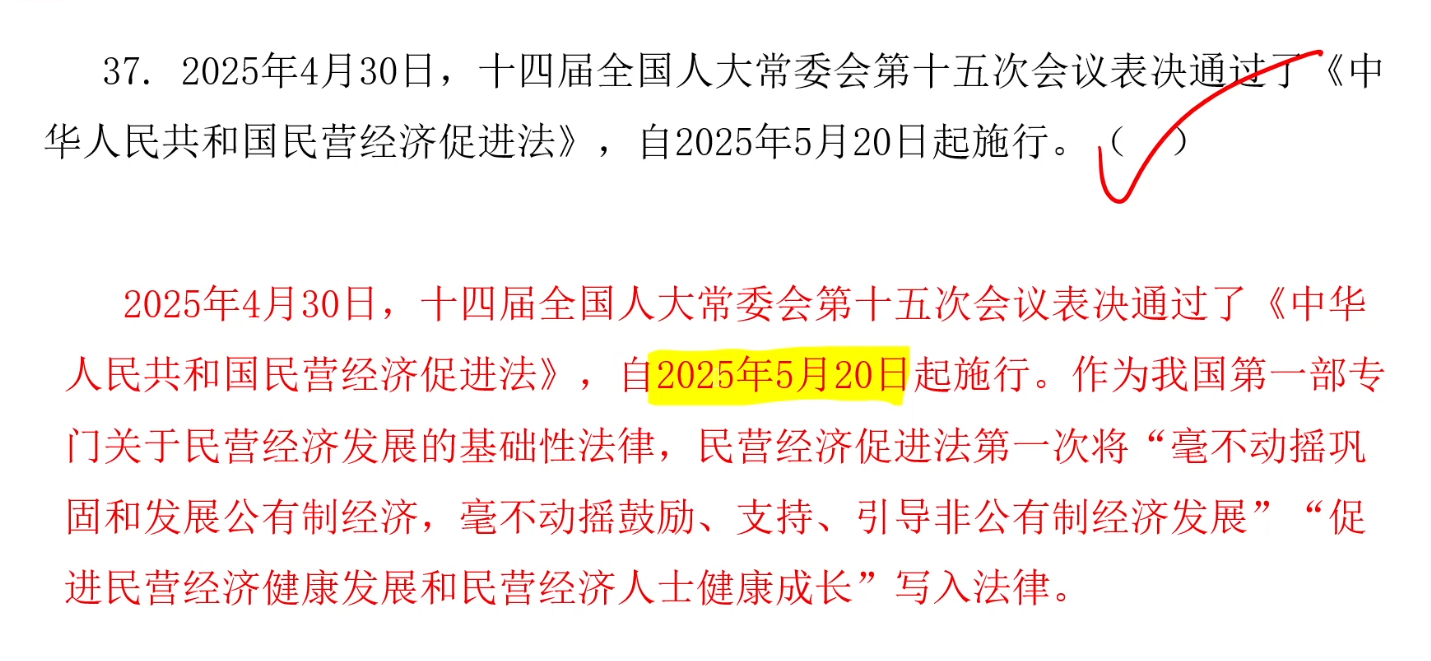 37. 2025年4月30日，十四届全国人大常委会第十五次会议表决通过了《中
华人民共和国民营经济促进法》，自2025年5月20日起施行。（ ）
2025年4月30日，十四届全国人大常委会第十五次会议表决通过了《中华
人民共和国民营经济促进法》，自2025年5月20日起施行。作为我国第一部专
门关于民营经济发展的基础性法律，民营经济促进法第一次将“毫不动摇巩
固和发展公有制经济，毫不动摇鼓励、支持、引导非公有制经济发展”“促
进民营经济健康发展和民营经济人士健康成长”写入法律。